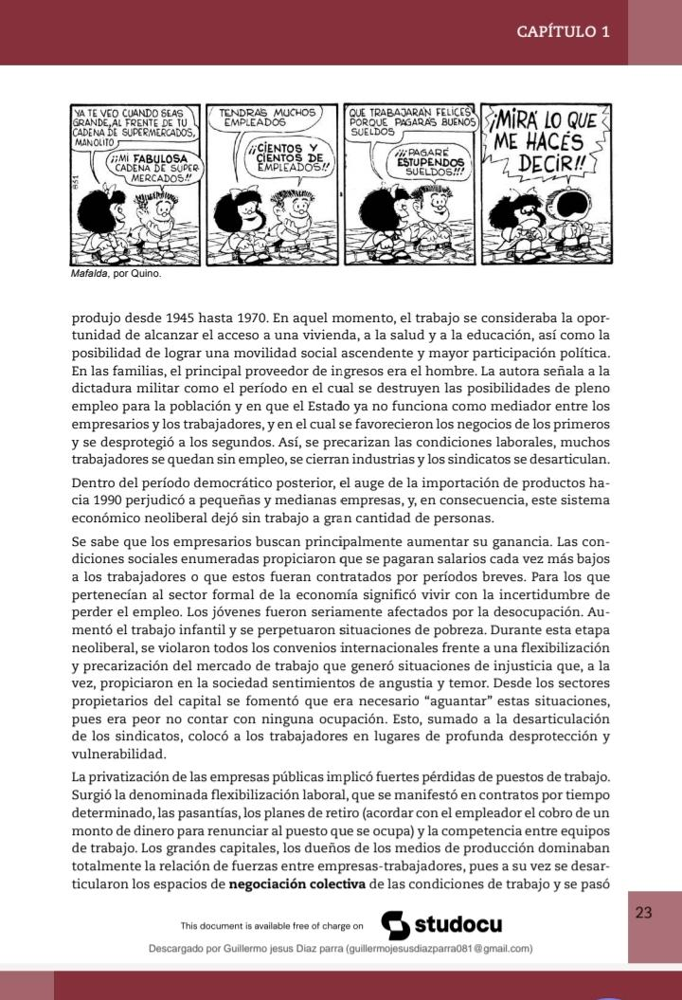 CAPÍTULO 1
YA TE VEO CUANDO SEAS
GRANDE, AL FRENTE DE TU
CADENA DE SUPERMERCADOS,
MANOLITO
¡¡MI FABULOSA
CADENA DE SUPER-
MERCADOS!!
851
TENDRÁS MUCHOS
EMPLEADOS
¡¡CIENTOS Y
CIENTOS DE
EMPLEADOS!!
QUE TRABAJARÁN FELICES
PORQUE PAGARÁS BUENOS
SUELDOS
¡¡¡PAGARÉ
ESTUPENDOS
SUELDOS!!!
¡MIRÁ LO QUE
ME HACÉS
DECIR!!
Mafalda, por Quino.
produjo desde 1945 hasta 1970. En aquel momento, el trabajo se consideraba la opor-
tunidad de alcanzar el acceso a una vivienda, a la salud y a la educación, así como la
posibilidad de lograr una movilidad social ascendente y mayor participación política.
En las familias, el principal proveedor de ingresos era el hombre. La autora señala a la
dictadura militar como el período en el cual se destruyen las posibilidades de pleno
empleo para la población y en que el Estado ya no funciona como mediador entre los
empresarios y los trabajadores, y en el cual se favorecieron los negocios de los primeros
y se desprotegió a los segundos. Así, se precarizan las condiciones laborales, muchos
trabajadores se quedan sin empleo, se cierran industrias y los sindicatos se desarticulan.
Dentro del período democrático posterior, el auge de la importación de productos ha-
cia 1990 perjudicó a pequeñas y medianas empresas, y, en consecuencia, este sistema
económico neoliberal dejó sin trabajo a gran cantidad de personas.
Se sabe que los empresarios buscan principalmente aumentar su ganancia. Las con-
diciones sociales enumeradas propiciaron que se pagaran salarios cada vez más bajos
a los trabajadores o que estos fueran contratados por períodos breves. Para los que
pertenecían al sector formal de la economía significó vivir con la incertidumbre de
perder el empleo. Los jóvenes fueron seriamente afectados por la desocupación. Au-
mentó el trabajo infantil y se perpetuaron situaciones de pobreza. Durante esta etapa
neoliberal, se violaron todos los convenios internacionales frente a una flexibilización
y precarización del mercado de trabajo que generó situaciones de injusticia que, a la
vez, propiciaron en la sociedad sentimientos de angustia y temor. Desde los sectores
propietarios del capital se fomentó que era necesario “aguantar” estas situaciones,
pues era peor no contar con ninguna ocupación. Esto, sumado a la desarticulación
de los sindicatos, colocó a los trabajadores en lugares de profunda desprotección y
vulnerabilidad.
La privatización de las empresas públicas implicó fuertes pérdidas de puestos de trabajo.
Surgió la denominada flexibilización laboral, que se manifestó en contratos por tiempo
determinado, las pasantías, los planes de retiro (acordar con el empleador el cobro de un
monto de dinero para renunciar al puesto que se ocupa) y la competencia entre equipos
de trabajo. Los grandes capitales, los dueños de los medios de producción dominaban
totalmente la relación de fuerzas entre empresas-trabajadores, pues a su vez se desar-
ticularon los espacios de negociación colectiva de las condiciones de trabajo y se pasó
23
This document is available free of charge on studocu
Descargado por Guillermo jesus Diaz parra (guillermojesusdiazparra081@gmail.com)